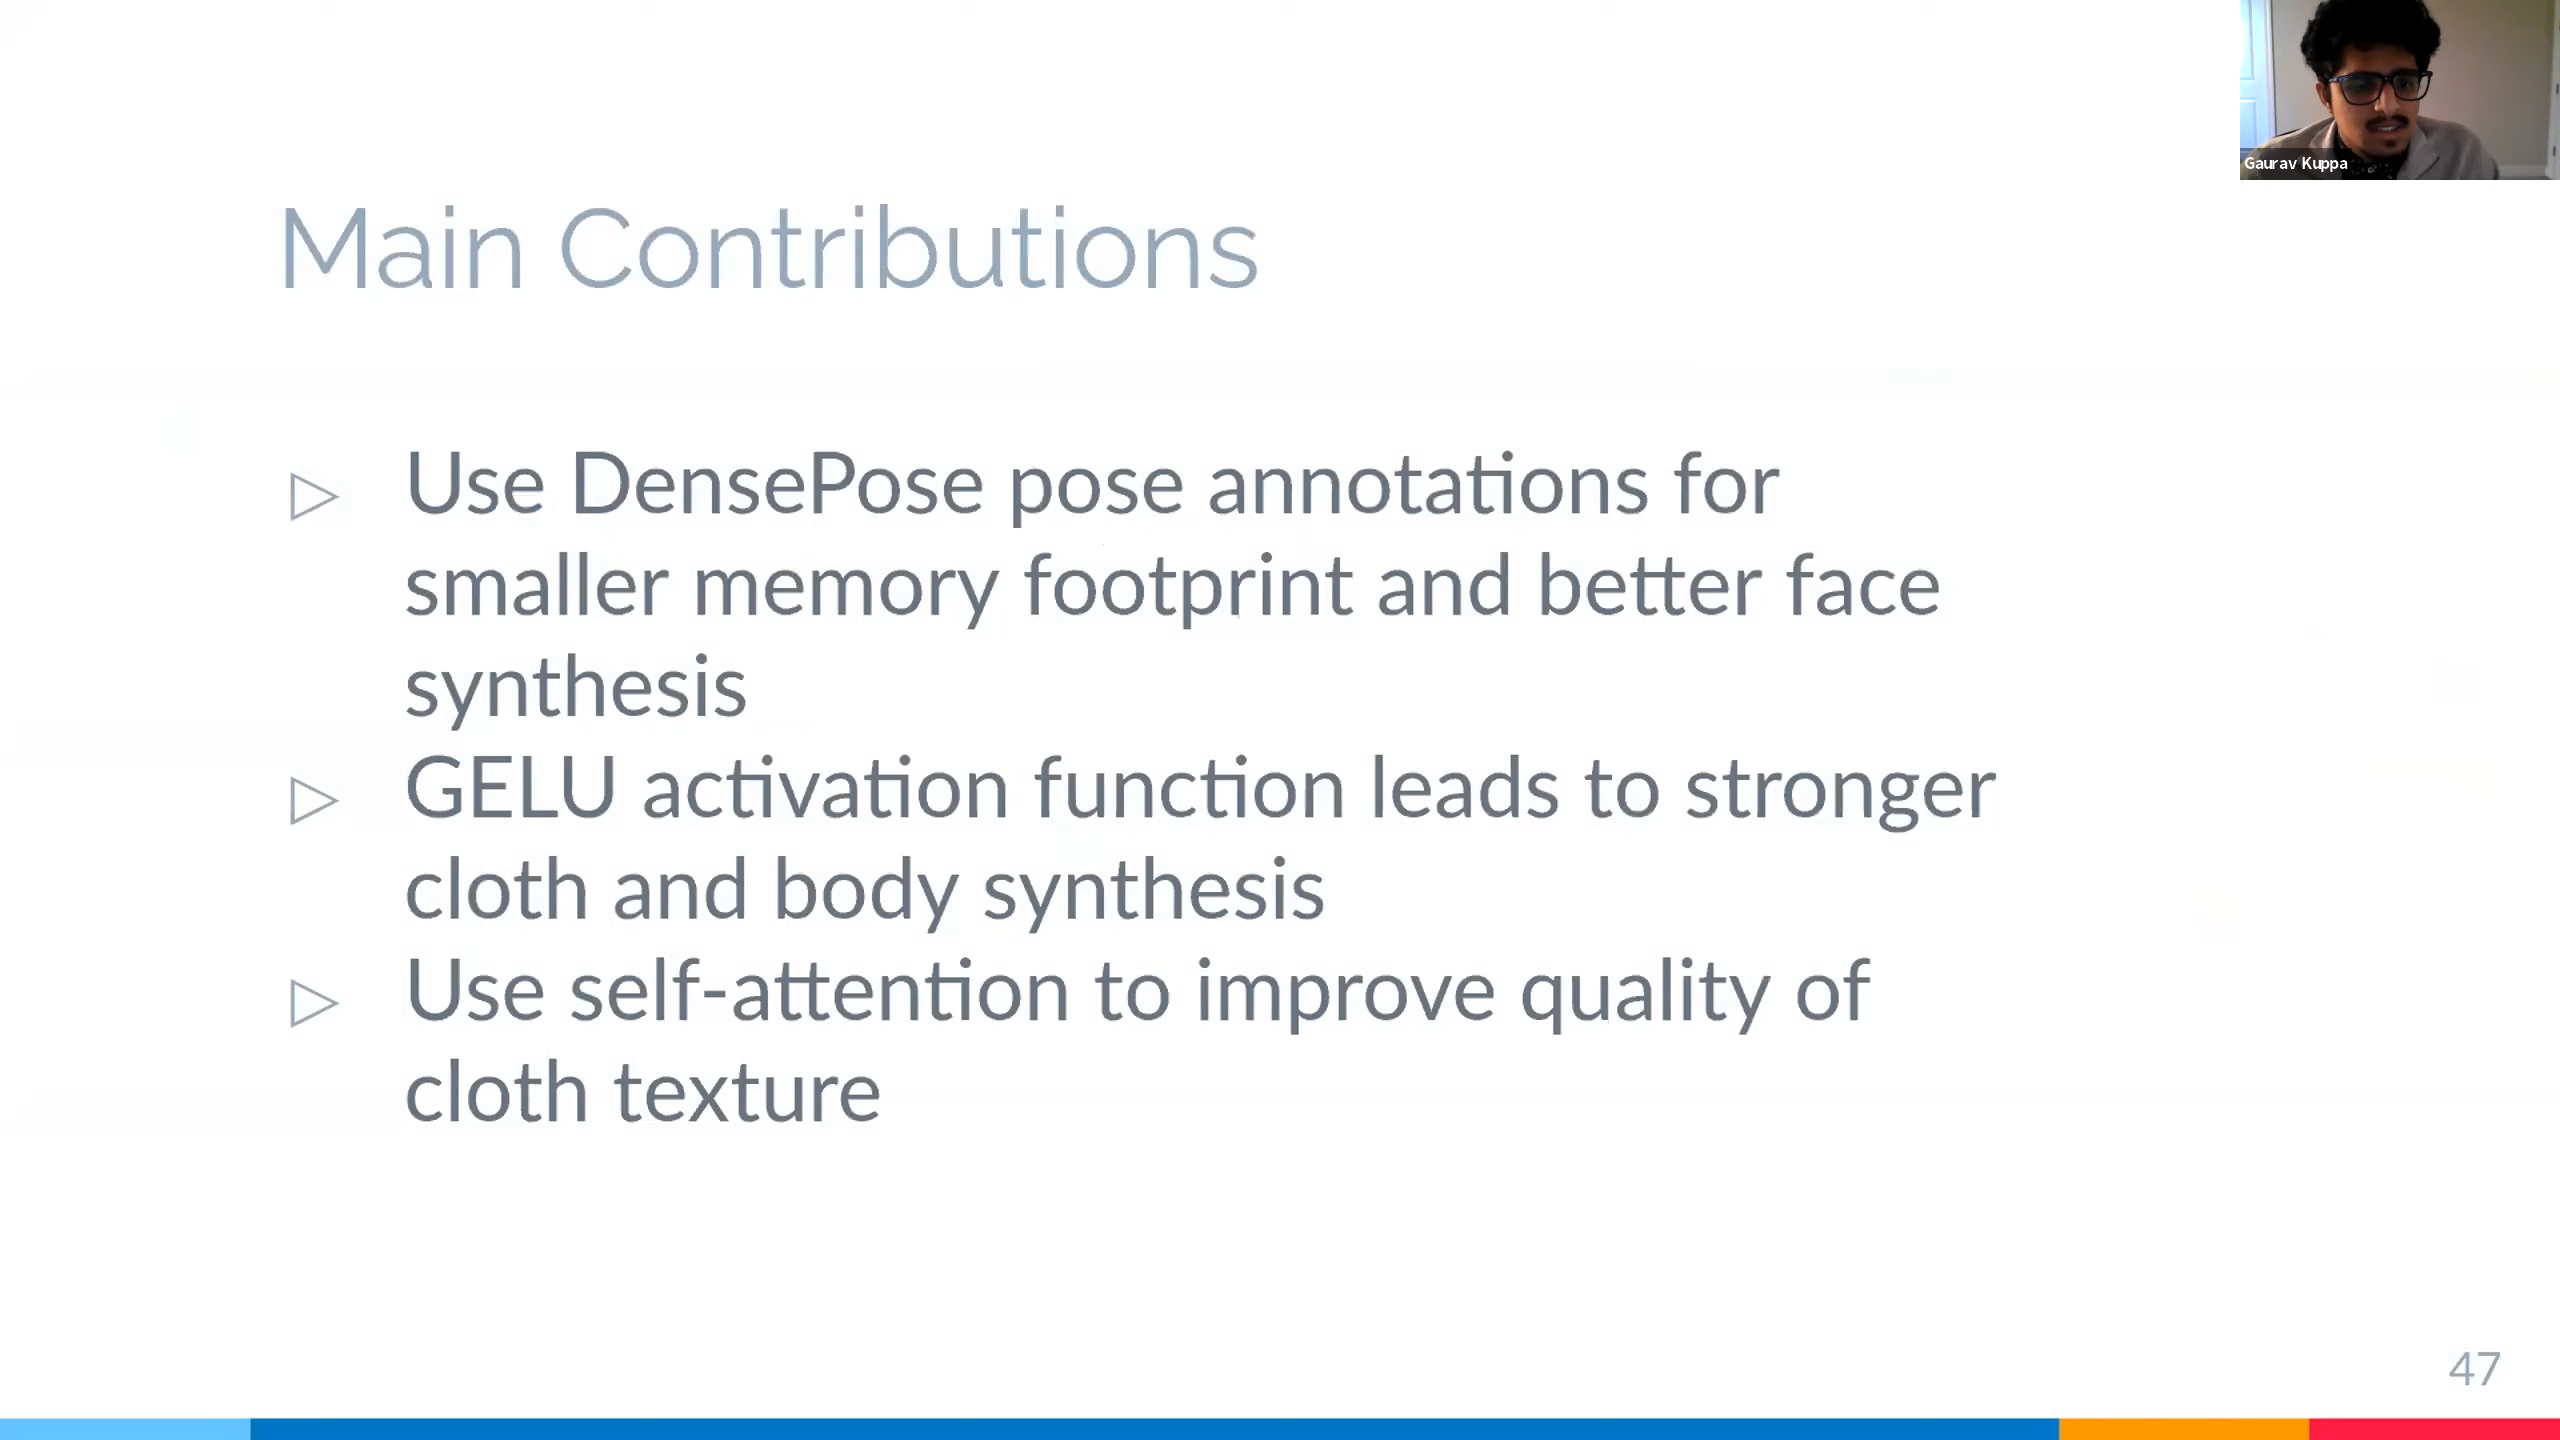 Gaurav Kuppa
Main Contributions
▷ Use DensePose pose annotations for
smaller memory footprint and better face
synthesis
▷ GELU activation function leads to stronger
cloth and body synthesis
▷ Use self-attention to improve quality of
cloth texture
47